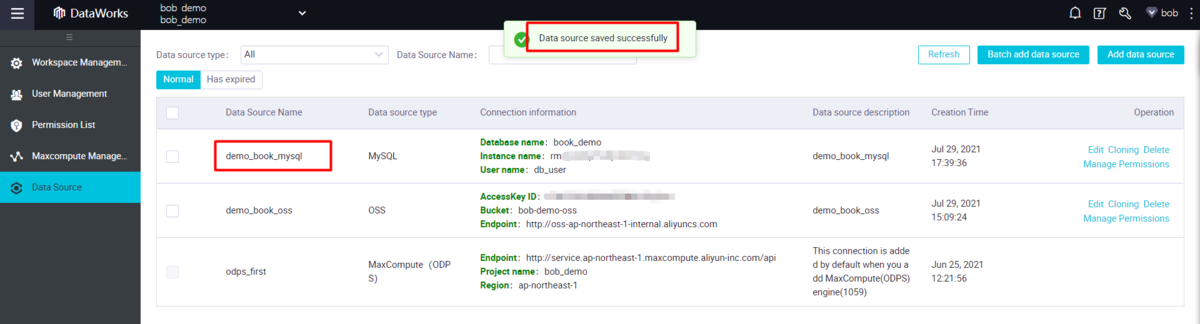 DataWorks
bob demo
bob_demo
bob
Data source saved successfully
Workspace Managem...
User Management
Permission List
Maxcompute Manage...
Data Source
Data source type: All Data Source Name:
Refresh Batch add data source Add data source
Normal Has expired
Data Source Name Data source type Connection information Data source description Creation Time Operation
demo_book_mysql MySQL
Database name: book_demo
Instance name: rm
User name: db_user
demo_book_mysql
Jul 29, 2021
17:39:36
Edit Cloning Delete
Manage Permissions
demo_book_oss OSS
AccessKey ID:
Bucket: bob-demo-oss
Endpoint: http://oss-ap-northeast-1-internal.aliyuncs.com
demo_book_oss
Jul 29, 2021
15:09:24
Edit Cloning Delete
Manage Permissions
odps_first
MaxCompute (ODP
S)
Endpoint: http://service.ap-northeast-1.maxcompute.aliyun-inc.com/api
Project name: bob_demo
Region: ap-northeast-1
This connection is adde
d by default when you a
dd MaxCompute(ODPS)
engine(1059)
Jun 25, 2021
12:21:56